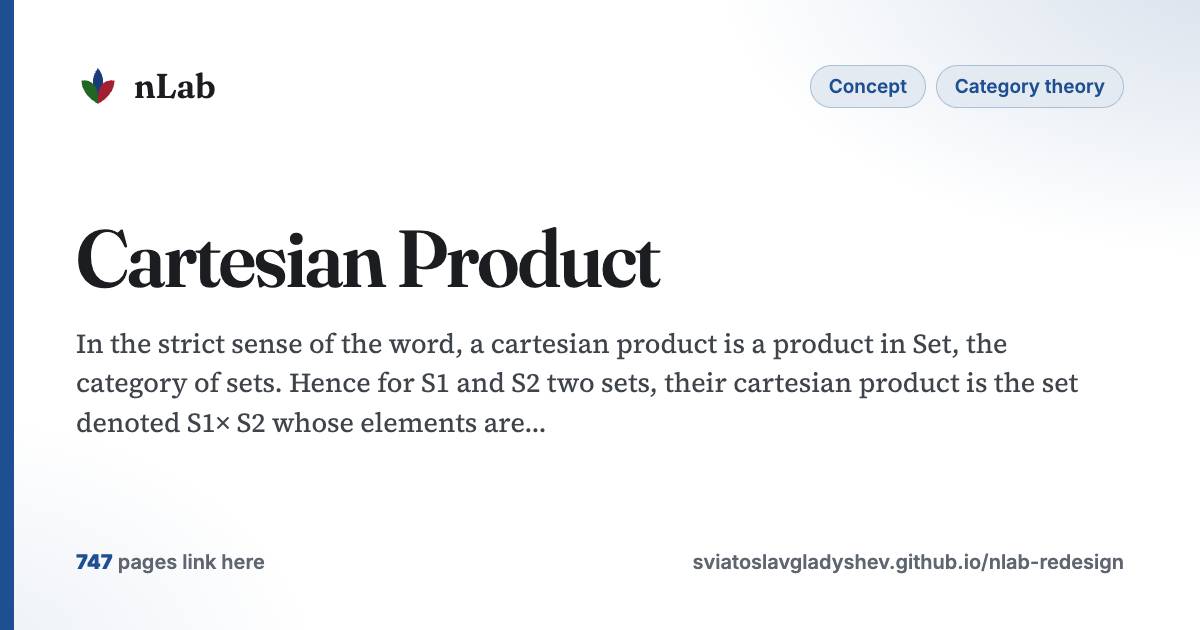 nLab
Concept
Category theory
Cartesian Product
In the strict sense of the word, a cartesian product is a product in Set, the
category of sets. Hence for S1 and S2 two sets, their cartesian product is the set
denoted S1× S2 whose elements are...
747 pages link here
sviatoslavgladyshev.github.io/nlab-redesign